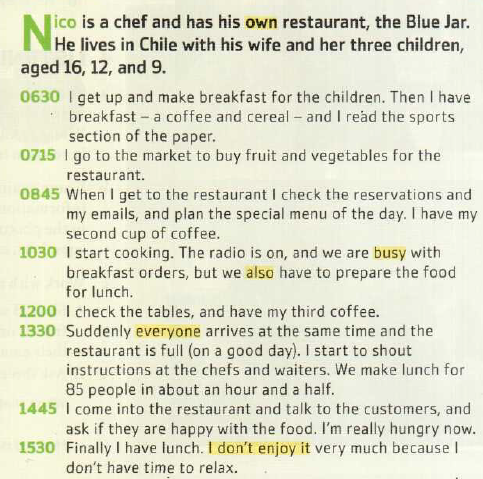 Nico is a chef and has his own restaurant, the Blue Jar.
He lives in Chile with his wife and her three children,
aged 16, 12, and 9.
0630 I get up and make breakfast for the children. Then I have
breakfast – a coffee and cereal – and I read the sports
section of the paper.
0715 I go to the market to buy fruit and vegetables for the
restaurant.
0845 When I get to the restaurant I check the reservations and
my emails, and plan the special menu of the day. I have my
second cup of coffee.
1030 I start cooking. The radio is on, and we are busy with
breakfast orders, but we also have to prepare the food
for lunch.
1200 I check the tables, and have my third coffee.
1330 Suddenly everyone arrives at the same time and the
restaurant is full (on a good day). I start to shout
instructions at the chefs and waiters. We make lunch for
85 people in about an hour and a half.
1445 I come into the restaurant and talk to the customers, and
ask if they are happy with the food. I'm really hungry now.
1530 Finally I have lunch. I don't enjoy it very much because I
don't have time to relax.